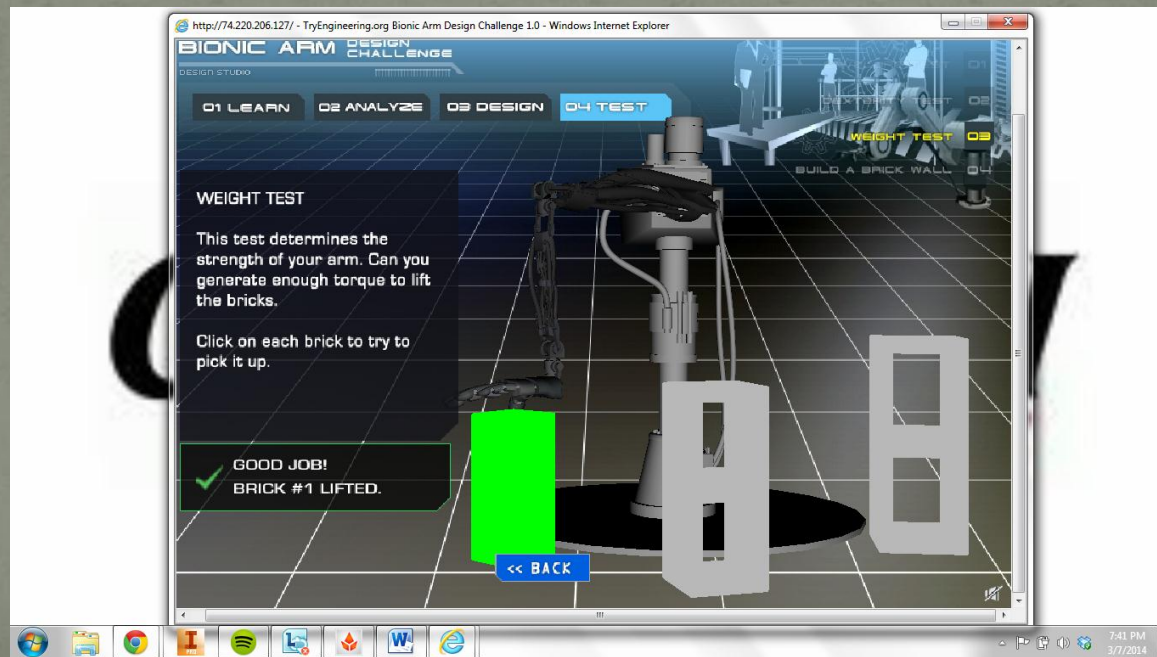 http://74.220.206.127/ - TryEngineering.org Bionic Arm Design Challenge 1.0 - Windows Internet Explorer
BIONIC ARM DESIGN CHALLENGE
DESIGN STUDIO
01 LEARN
02 ANALYZE
03 DESIGN
04 TEST
01
DEXTERITY TEST 02
WEIGHT TEST 03
BUILD A BRICK WALL 04
WEIGHT TEST
This test determines the
strength of your arm. Can you
generate enough torque to lift
the bricks.
Click on each brick to try to
pick it up.
GOOD JOB!
BRICK #1 LIFTED.
<< BACK
7:41 PM
3/7/2014